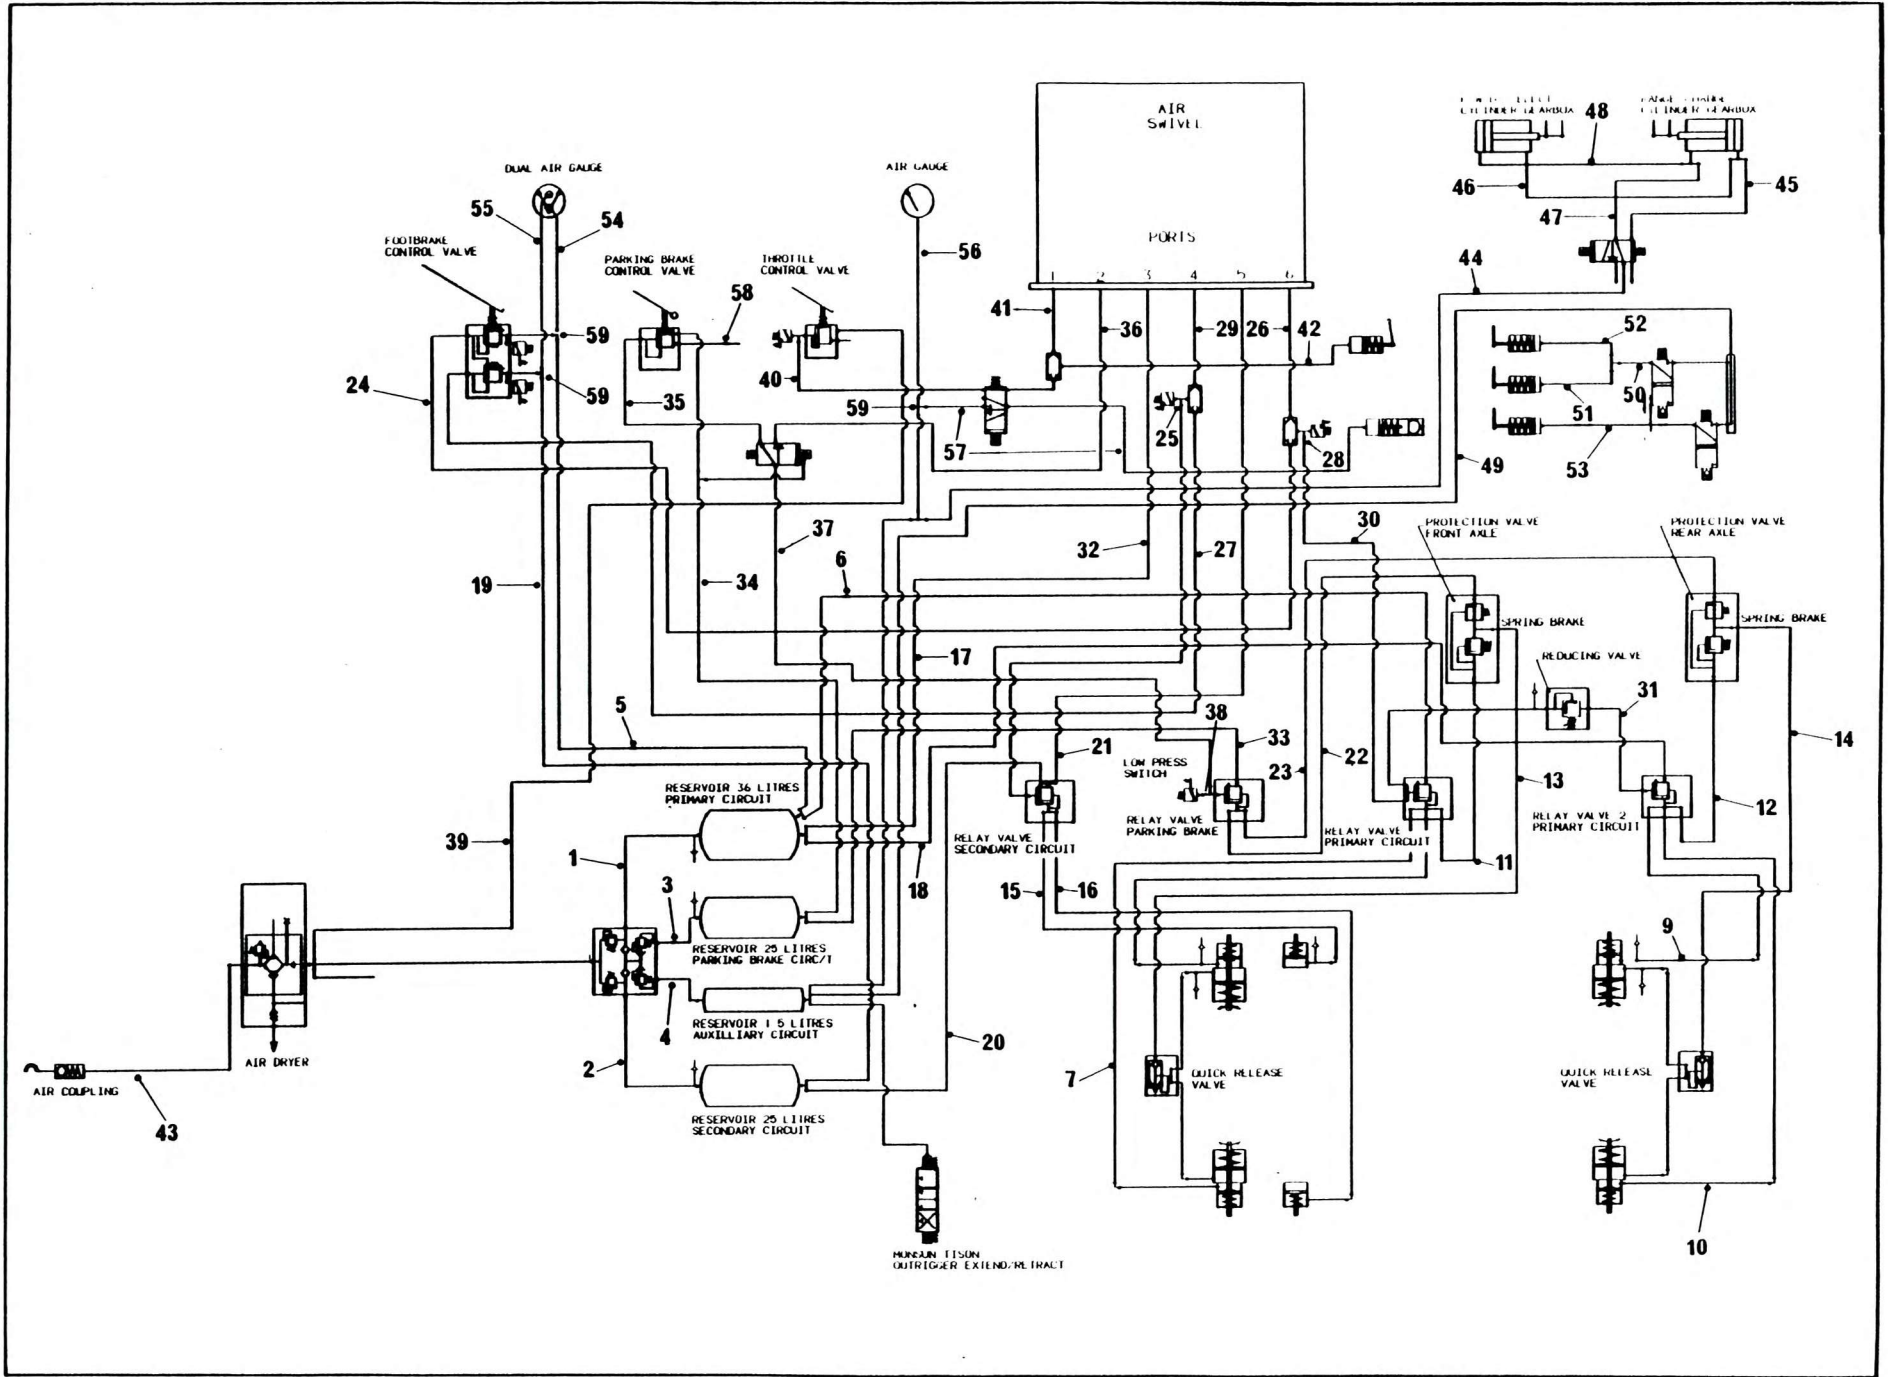 AIR
SWIVEL
PORTS
1 2 3 4 5 6
CYLINDER GEARBOX
CYLINDER GEARBOX
48
46
45
47
44
DUAL AIR GAUGE
AIR GAUGE
55
54
56
FOOTBRAKE
CONTROL VALVE
PARKING BRAKE
CONTROL VALVE
THROTTLE
CONTROL VALVE
58
41
36
29
26
42
52
59
24
59
35
40
59
57
25
28
50
51
53
49
PROTECTION VALVE
FRONT AXLE
PROTECTION VALVE
REAR AXLE
30
37
32
27
6
19
34
SPRING BRAKE
SPRING BRAKE
17
REDUCING VALVE
31
5
38
21
33
22
14
LOW PRESS
SWITCH
23
13
RESERVOIR 36 LITRES
PRIMARY CIRCUIT
12
RELAY VALVE
SECONDARY CIRCUIT
RELAY VALVE
PARKING BRAKE
RELAY VALVE
PRIMARY CIRCUIT
RELAY VALVE 2
PRIMARY CIRCUIT
39
1
18
11
3
15
16
RESERVOIR 25 LITRES
PARKING BRAKE CIRC/T
9
RESERVOIR 1 5 LITRES
AUXILLIARY CIRCUIT
4
20
AIR DRYER
2
7
QUICK RELEASE
VALVE
QUICK RELEASE
VALVE
AIR COUPLING
43
RESERVOIR 25 LITRES
SECONDARY CIRCUIT
10
OUTRIGGER EXTEND/RETRACT